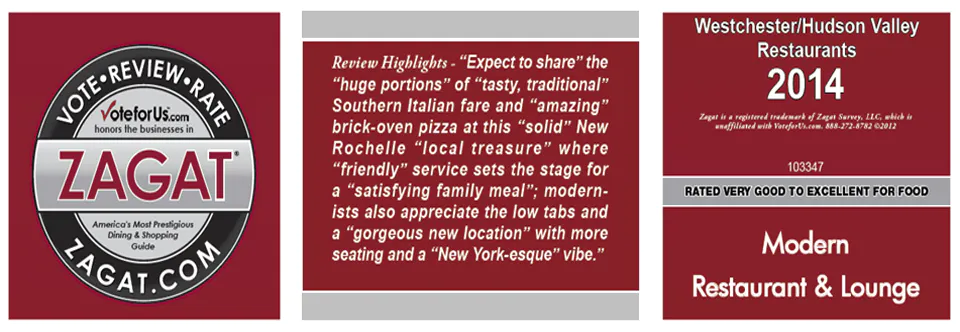 VOTE•REVIEW•RATE
VoteforUs.com
honors the businesses in
ZAGAT®
America's Most Prestigious
Dining & Shopping
Guide
ZAGAT.COM
Review Highlights - “Expect to share” the
“huge portions” of “tasty, traditional”
Southern Italian fare and “amazing”
brick-oven pizza at this “solid” New
Rochelle “local treasure” where
“friendly” service sets the stage for
a “satisfying family meal”; modern-
ists also appreciate the low tabs and
a “gorgeous new location” with more
seating and a “New York-esque” vibe.”
Westchester/Hudson Valley
Restaurants
2014
Zagat is a registered trademark of Zagat Survey, LLC, which is
unaffiliated with VoteforUs.com. 888-272-8782 ©2012
103347
RATED VERY GOOD TO EXCELLENT FOR FOOD
Modern
Restaurant & Lounge